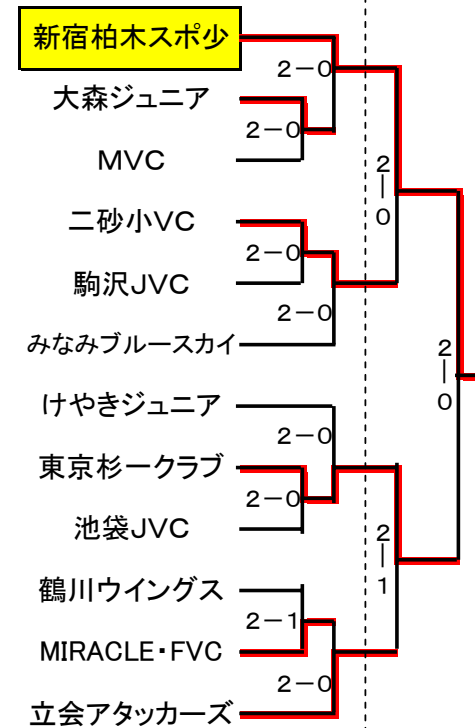 新宿柏木スポ少
2-0
大森ジュニア
2-0
MVC
2-0
二砂小VC
2-0
駒沢JVC
2-0
みなみブルースカイ
2-0
けやきジュニア
2-0
東京杉一クラブ
2-0
池袋JVC
2-1
鶴川ウイングス
2-1
MIRACLE・FVC
2-0
立会アタッカーズ